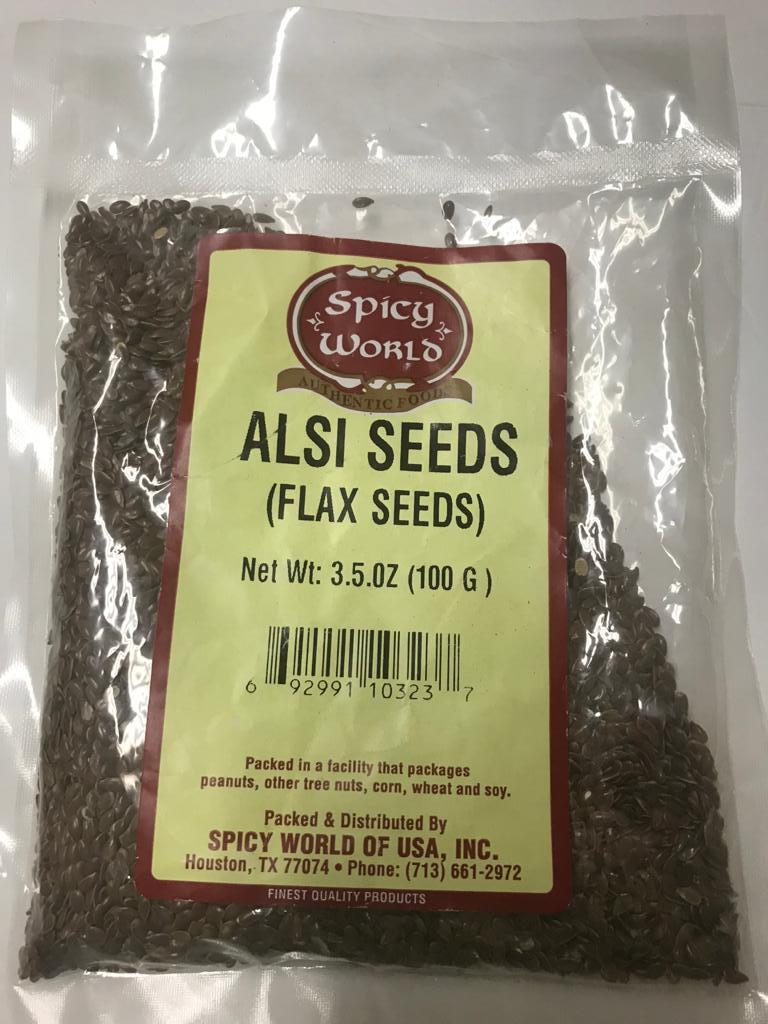 Spicy
World
AUTHENTIC FOODS
ALSI SEEDS
(FLAX SEEDS)
Net Wt: 3.5.0Z (100 G )
6 92991 10323 7
Packed in a facility that packages
peanuts, other tree nuts, corn, wheat and soy.
Packed & Distributed By
SPICY WORLD OF USA, INC.
Houston, TX 77074 • Phone: (713) 661-2972
FINEST QUALITY PRODUCTS